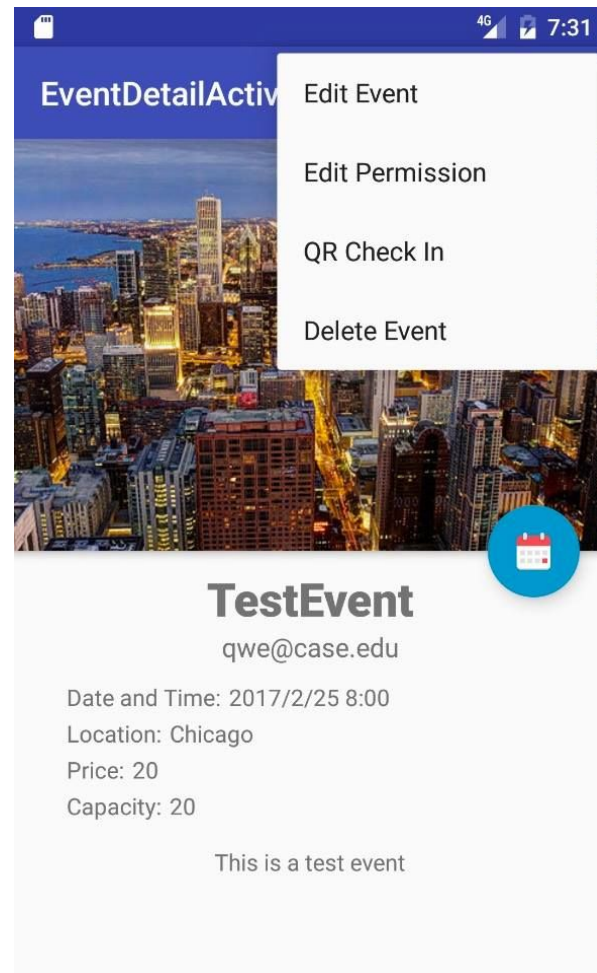 4G 7:31
EventDetailActiv
Edit Event
Edit Permission
QR Check In
Delete Event
TestEvent
qwe@case.edu
Date and Time: 2017/2/25 8:00
Location: Chicago
Price: 20
Capacity: 20
This is a test event